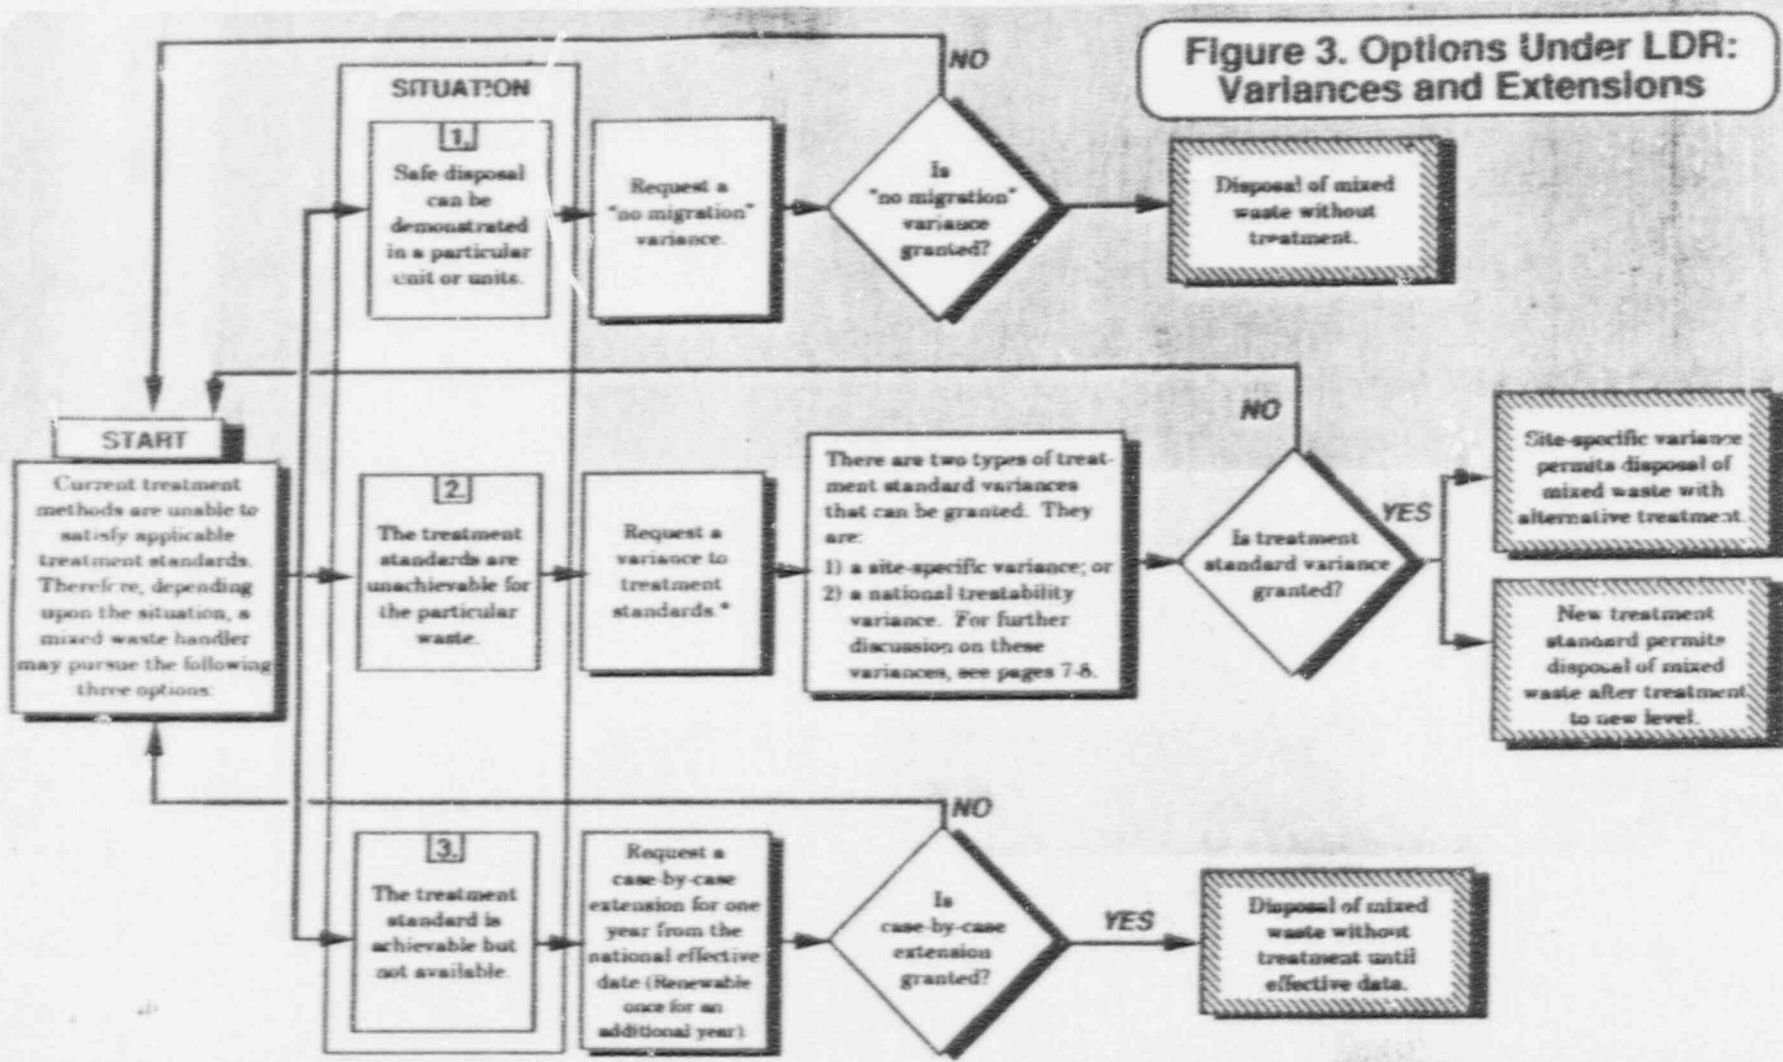 Figure 3. Options Under LDR:
Variances and Extensions
START
Current treatment
methods are unable to
satisfy applicable
treatment standards.
Therefore, depending
upon the situation, a
mixed waste handler
may pursue the following
three options:
SITUATION
1.
Safe disposal
can be
demonstrated
in a particular
unit or units.
Request a
"no migration"
variance.
Is
"no migration"
variance
granted?
NO
Disposal of mixed
waste without
treatment.
2.
The treatment
standards are
unachievable for
the particular
waste.
Request a
variance to
treatment
standards.*
There are two types of treat-
ment standard variances
that can be granted. They
are:
1) a site-specific variance; or
2) a national treatability
variance. For further
discussion on these
variances, see pages 7-8.
Is treatment
standard variance
granted?
NO
YES
Site-specific variance
permits disposal of
mixed waste with
alternative treatment.
New treatment
standard permits
disposal of mixed
waste after treatment
to new level.
3.
The treatment
standard is
achievable but
not available.
Request a
case-by-case
extension for one
year from the
national effective
date (Renewable
once for an
additional year).
Is
case-by-case
extension
granted?
NO
YES
Disposal of mixed
waste without
treatment until
effective data.